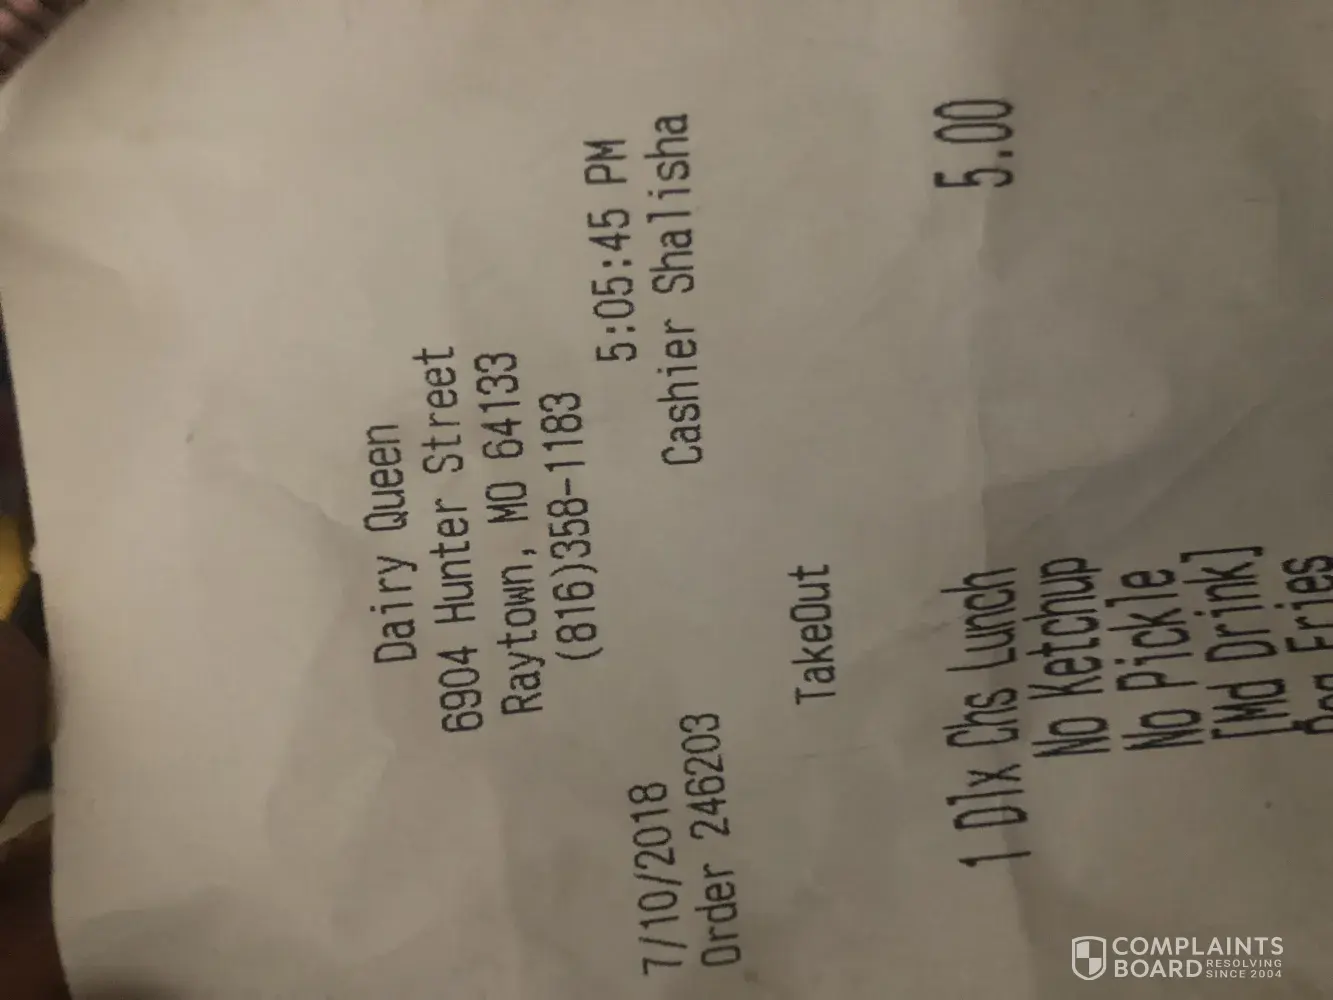 Dairy Queen
6904 Hunter Street
Raytown, MO 64133
(816)358-1183
7/10/2018 5:05:45 PM
Order 246203 Cashier Shalisha
TakeOut
1 Dlx Chs Lunch 5.00
No Ketchup
No Pickle
[Md Drink]
Fries
COMPLAINTS
BOARD RESOLVING
SINCE 2004